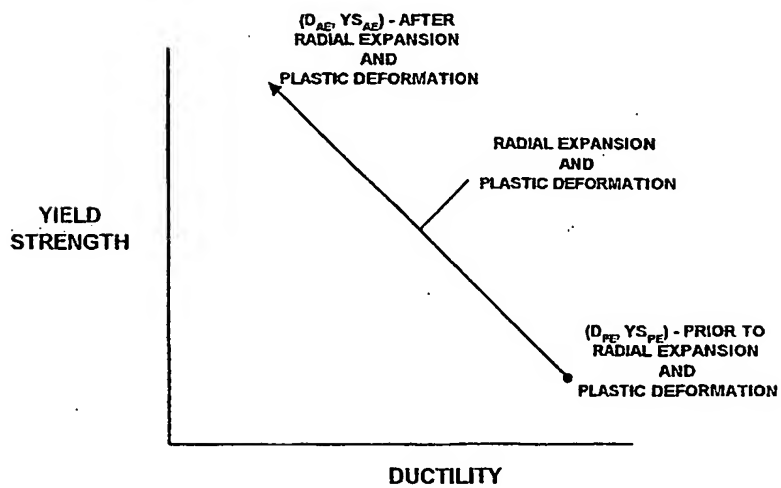 (D_AE, YS_AE) - AFTER
RADIAL EXPANSION
AND
PLASTIC DEFORMATION
RADIAL EXPANSION
AND
PLASTIC DEFORMATION
YIELD
STRENGTH
(D_PE, YS_PE) - PRIOR TO
RADIAL EXPANSION
AND
PLASTIC DEFORMATION
DUCTILITY